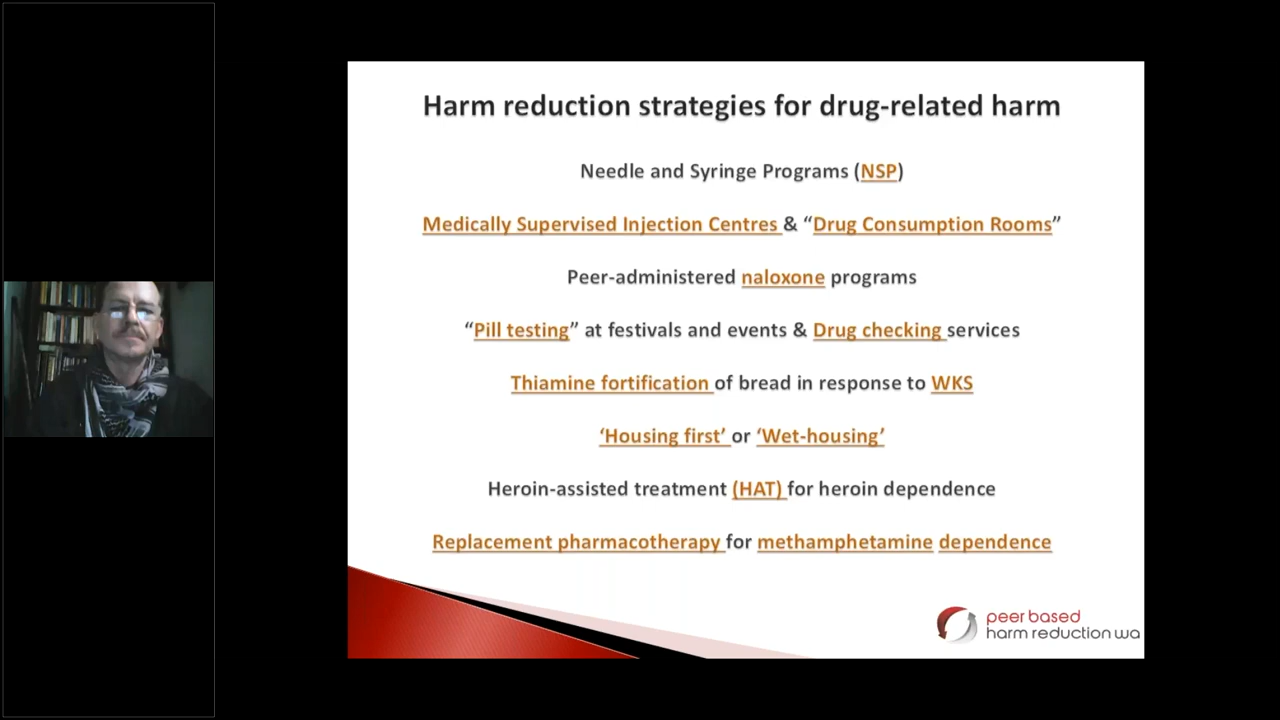 Harm reduction strategies for drug-related harm
Needle and Syringe Programs (NSP)
Medically Supervised Injection Centres & “Drug Consumption Rooms”
Peer-administered naloxone programs
“Pill testing” at festivals and events & Drug checking services
Thiamine fortification of bread in response to WKS
‘Housing first’ or ‘Wet-housing’
Heroin-assisted treatment (HAT) for heroin dependence
Replacement pharmacotherapy for methamphetamine dependence
peer based
harm reduction wa